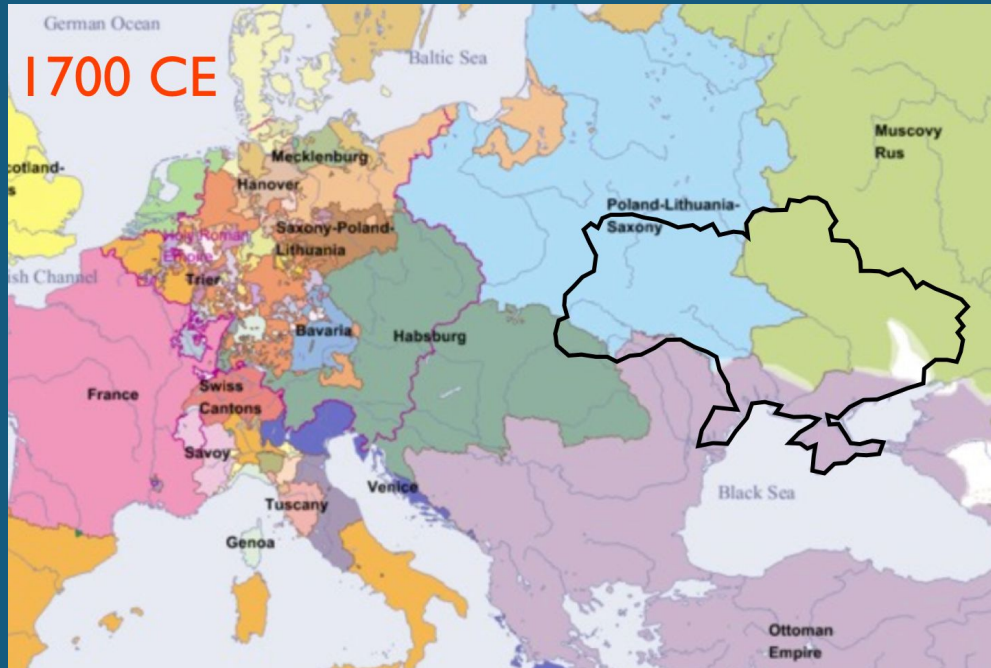 German Ocean
1700 CE
Baltic Sea
Muscovy
Rus
cotland-
s
Mecklenburg
Hanover
Poland-Lithuania-
Saxony
Saxony-Poland-
Lithuania
Holy Roman
Empire
ish Channel
Trier
Bavaria
Habsburg
France
Swiss
Cantons
Savoy
Venice
Black Sea
Tuscany
Genoa
Ottoman
Empire